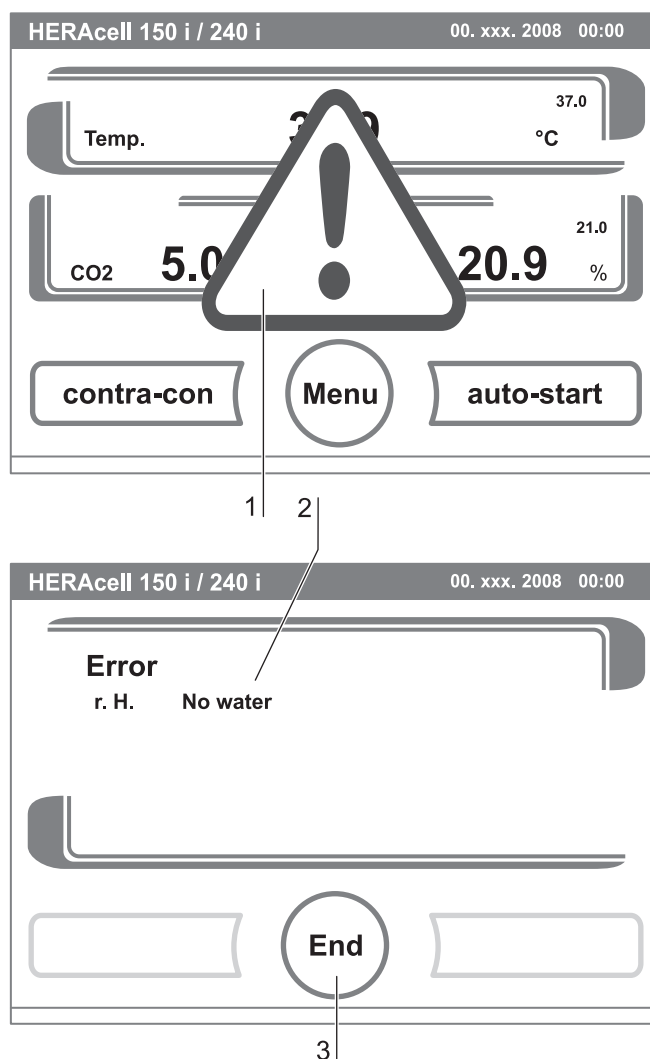 HERAcell 150 i / 240 i 00. xxx. 2008 00:00
37.0
Temp. °C
21.0
CO2 5.0 20.9 %
contra-con Menu auto-start
1 2
HERAcell 150 i / 240 i 00. xxx. 2008 00:00
Error
r. H. No water
End
3